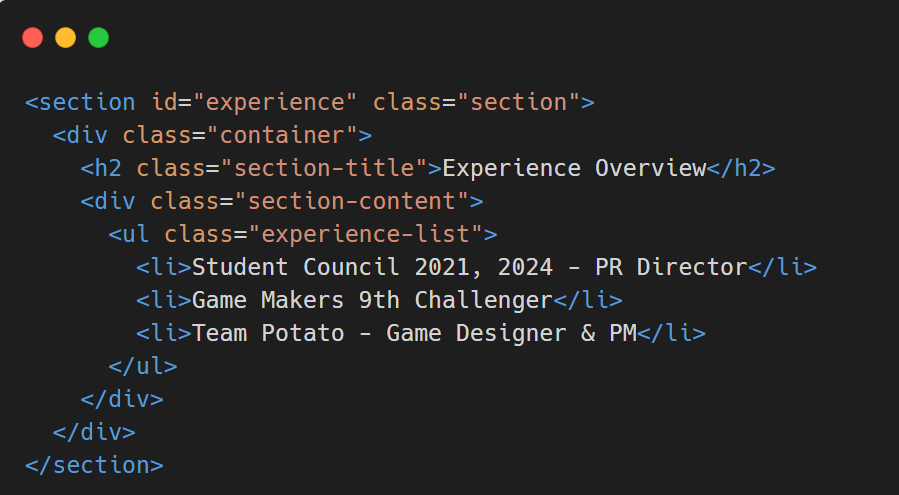 <section id="experience" class="section">
  <div class="container">
    <h2 class="section-title">Experience Overview</h2>
    <div class="section-content">
      <ul class="experience-list">
        <li>Student Council 2021, 2024 - PR Director</li>
        <li>Game Makers 9th Challenger</li>
        <li>Team Potato - Game Designer & PM</li>
      </ul>
    </div>
  </div>
</section>